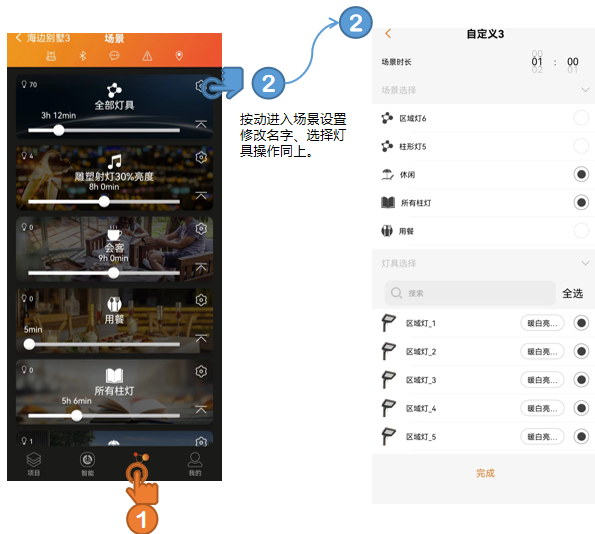 海边别墅3
场景
70
全部灯具
3h 12min
4
雕塑射灯30%亮度
8h 0min
0
会客
9h 0min
0
用餐
5min
0
所有柱灯
5h 6min
1
项目
智能
我的
1
2
2
按动进入场景设置
修改名字、选择灯
具操作同上。
自定义3
00
场景时长 01 : 00
02 01
场景选择
区域灯6
柱形灯5
休闲
所有柱灯
用餐
灯具选择
搜索 全选
区域灯_1 暖白亮...
区域灯_2 暖白亮...
区域灯_3 暖白亮...
区域灯_4 暖白亮...
区域灯_5 暖白亮...
完成